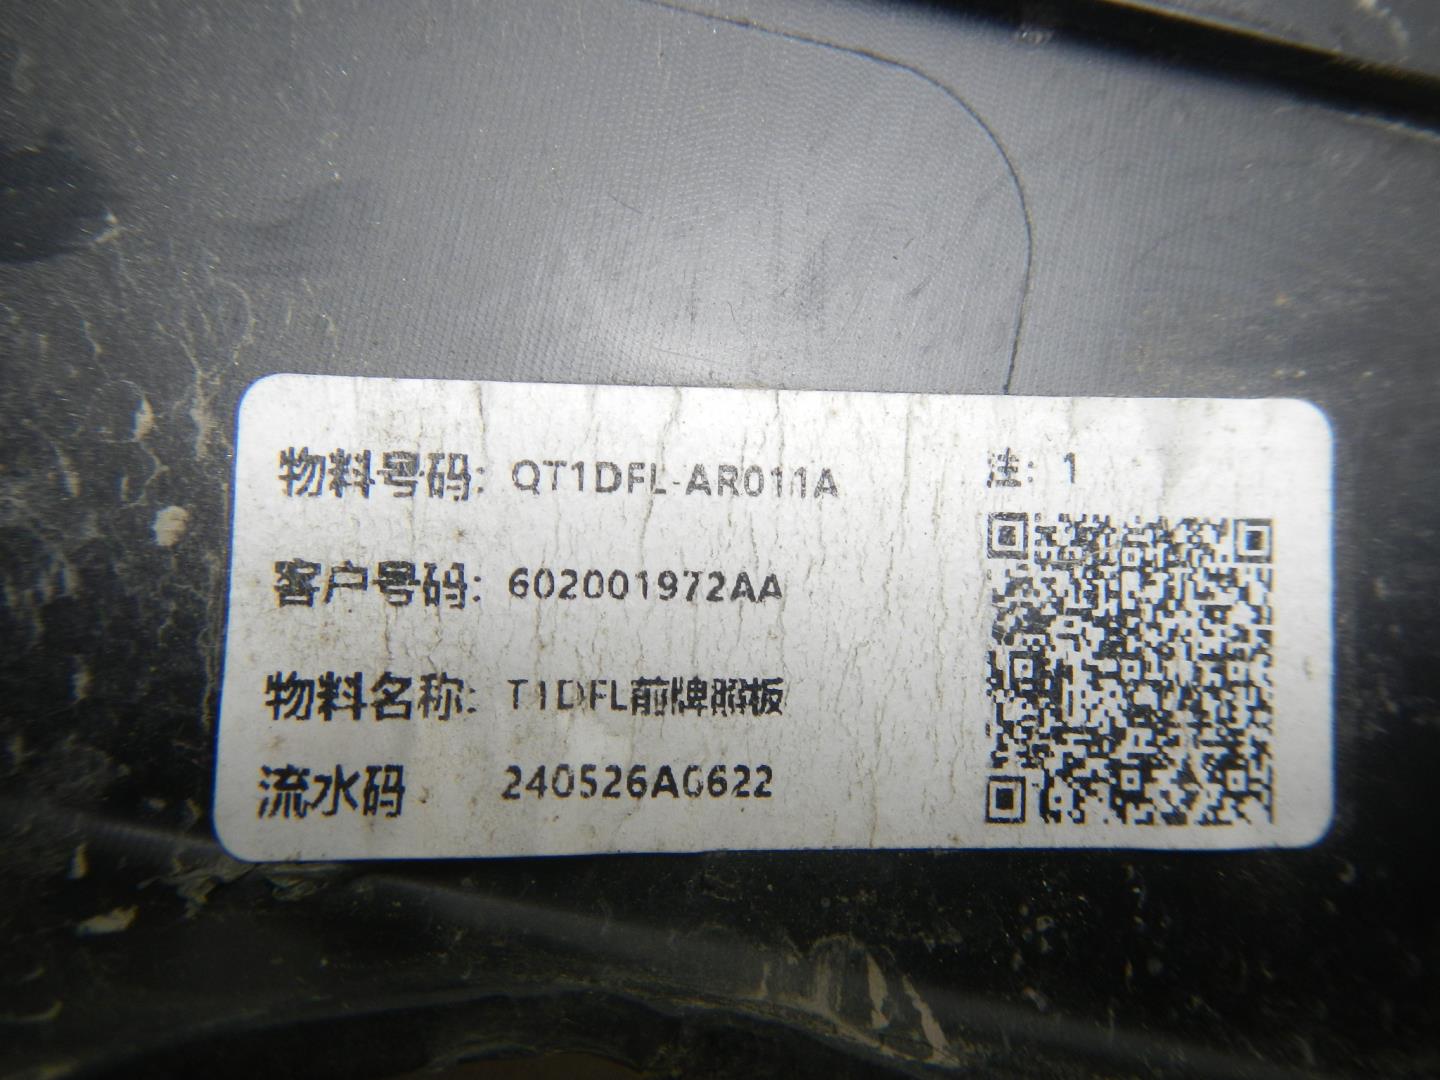 物料号码: QT1DFL-AR011A
注: 1
客户号码: 602001972AA
物料名称: T1DFL前牌照板
流水码 240526A0622